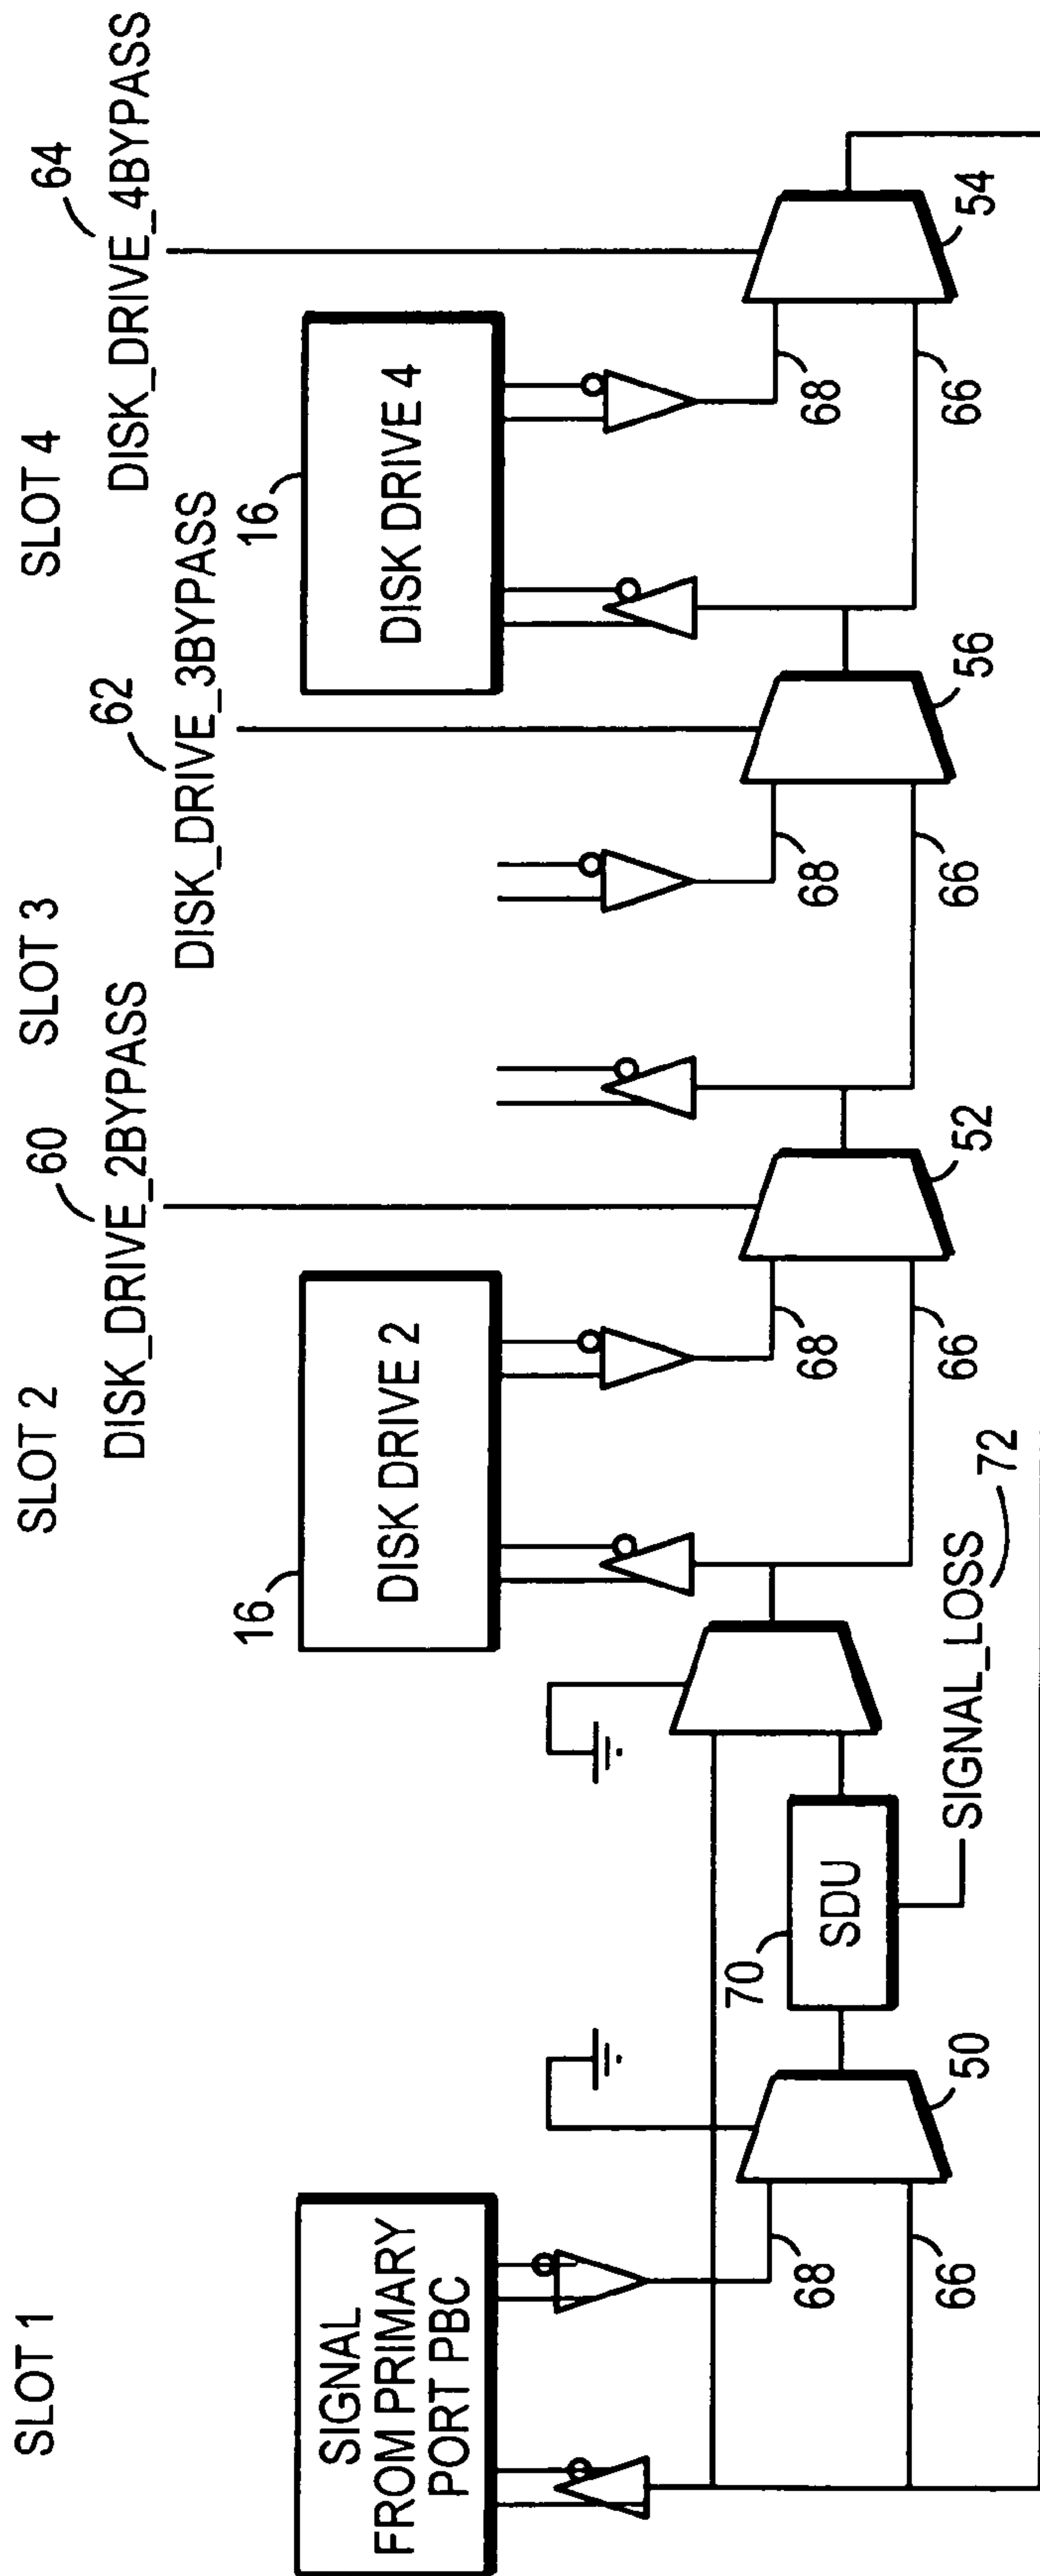 SLOT 1
SLOT 2
SLOT 3
SLOT 4
60
DISK_DRIVE_2BYPASS
62
DISK_DRIVE_3BYPASS
64
DISK_DRIVE_4BYPASS
SIGNAL
FROM PRIMARY
PORT PBC
16
DISK DRIVE 2
16
DISK DRIVE 4
68
66
50
70
SDU
SIGNAL_LOSS
72
68
66
52
68
66
56
68
66
54